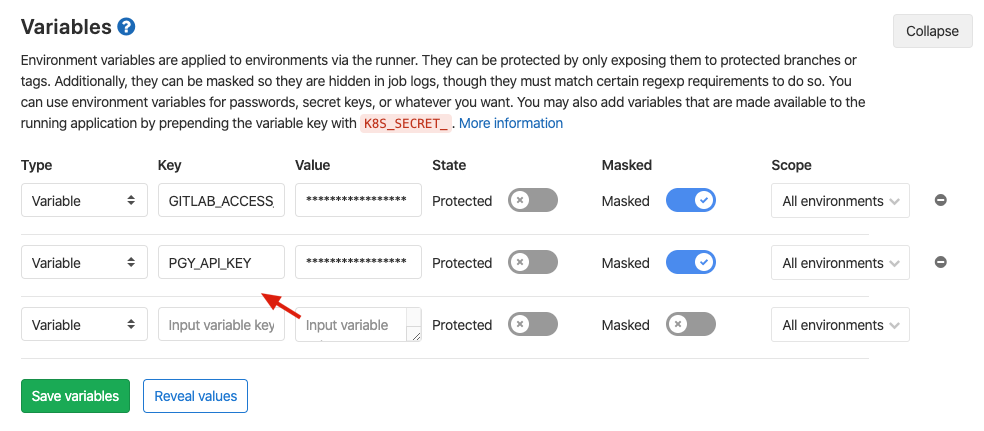 Variables ?
Collapse
Environment variables are applied to environments via the runner. They can be protected by only exposing them to protected branches or
tags. Additionally, they can be masked so they are hidden in job logs, though they must match certain regexp requirements to do so. You
can use environment variables for passwords, secret keys, or whatever you want. You may also add variables that are made available to the
running application by prepending the variable key with K8S_SECRET_. More information
Type Key Value State Masked Scope
Variable GITLAB_ACCESS_ ***************** Protected Masked All environments
Variable PGY_API_KEY ***************** Protected Masked All environments
Variable Input variable key Input variable Protected Masked All environments
Save variables Reveal values